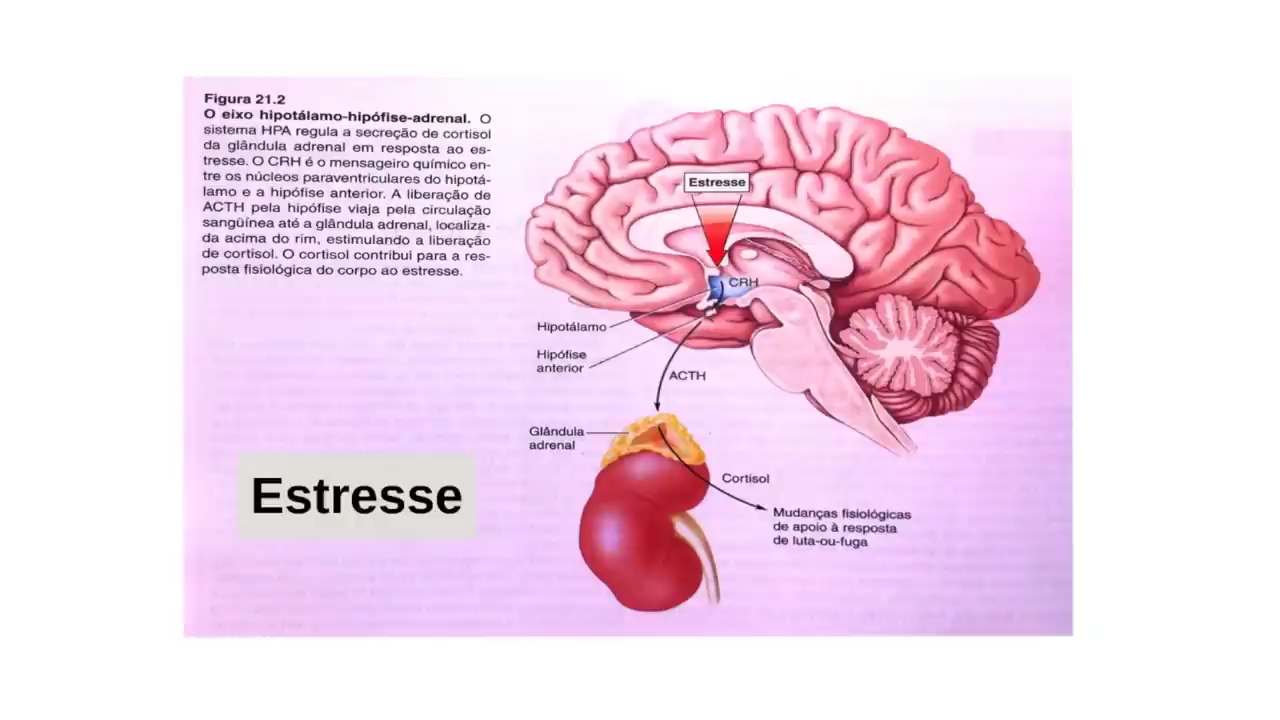 Figura 21.2
O eixo hipotálamo-hipófise-adrenal. O
sistema HPA regula a secreção de cortisol
da glândula adrenal em resposta ao es-
tresse. O CRH é o mensageiro químico en-
tre os núcleos paraventriculares do hipotá-
lamo e a hipófise anterior. A liberação de
ACTH pela hipófise viaja pela circulação
sangüínea até a glândula adrenal, localiza-
da acima do rim, estimulando a liberação
de cortisol. O cortisol contribui para a res-
posta fisiológica do corpo ao estresse.
Estresse
CRH
Hipotálamo
Hipófise
anterior
ACTH
Glândula
adrenal
Cortisol
Mudanças fisiológicas
de apoio à resposta
de luta-ou-fuga
Estresse